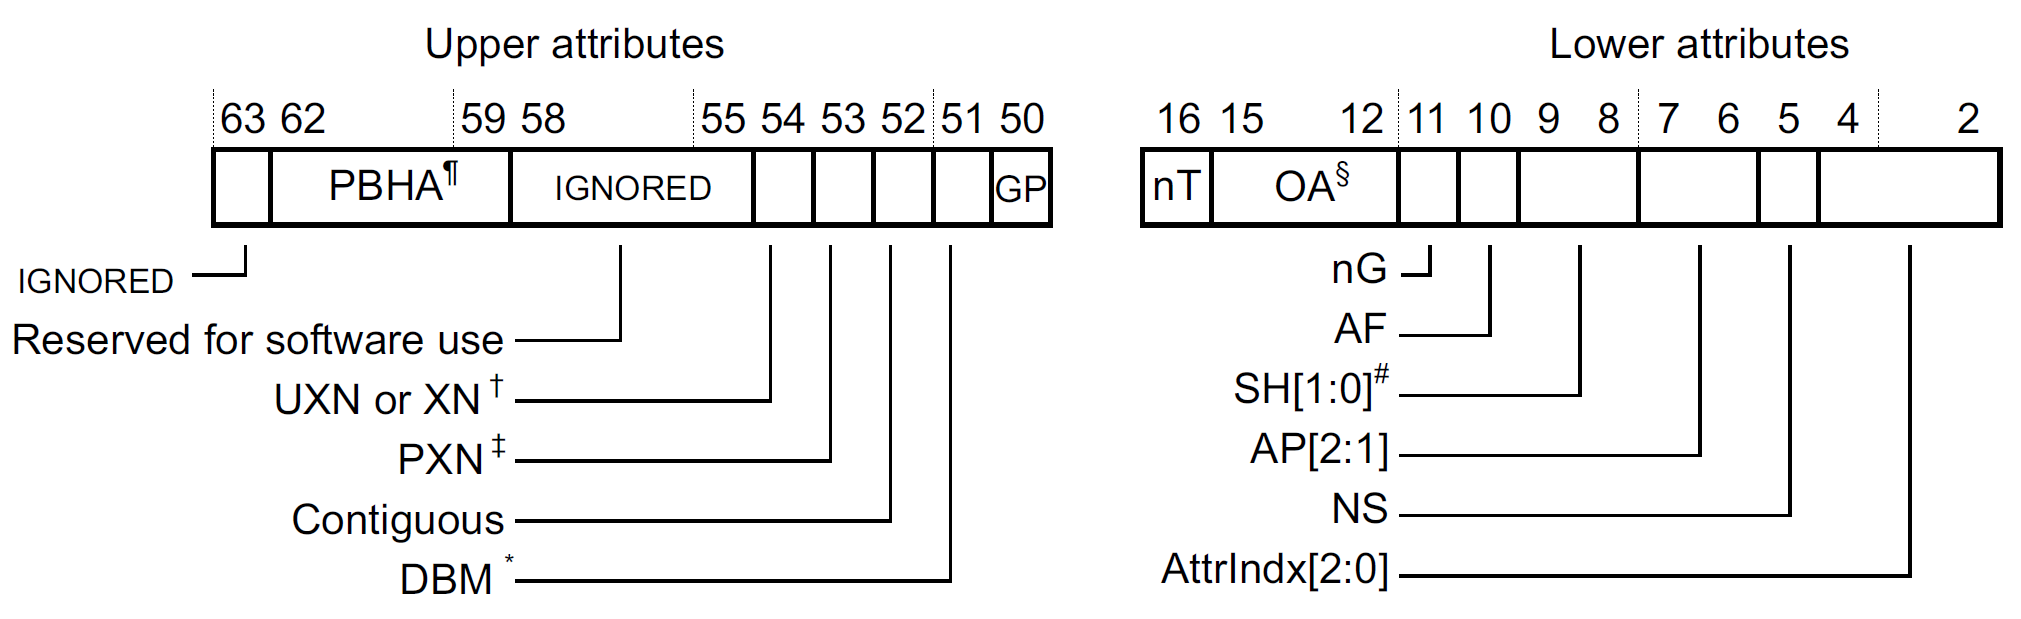 Upper attributes
63 62 59 58 55 54 53 52 51 50
PBHA¶ IGNORED GP
IGNORED
Reserved for software use
UXN or XN †
PXN ‡
Contiguous
DBM *
Lower attributes
16 15 12 11 10 9 8 7 6 5 4 2
nT OA§
nG
AF
SH[1:0]#
AP[2:1]
NS
AttrIndx[2:0]